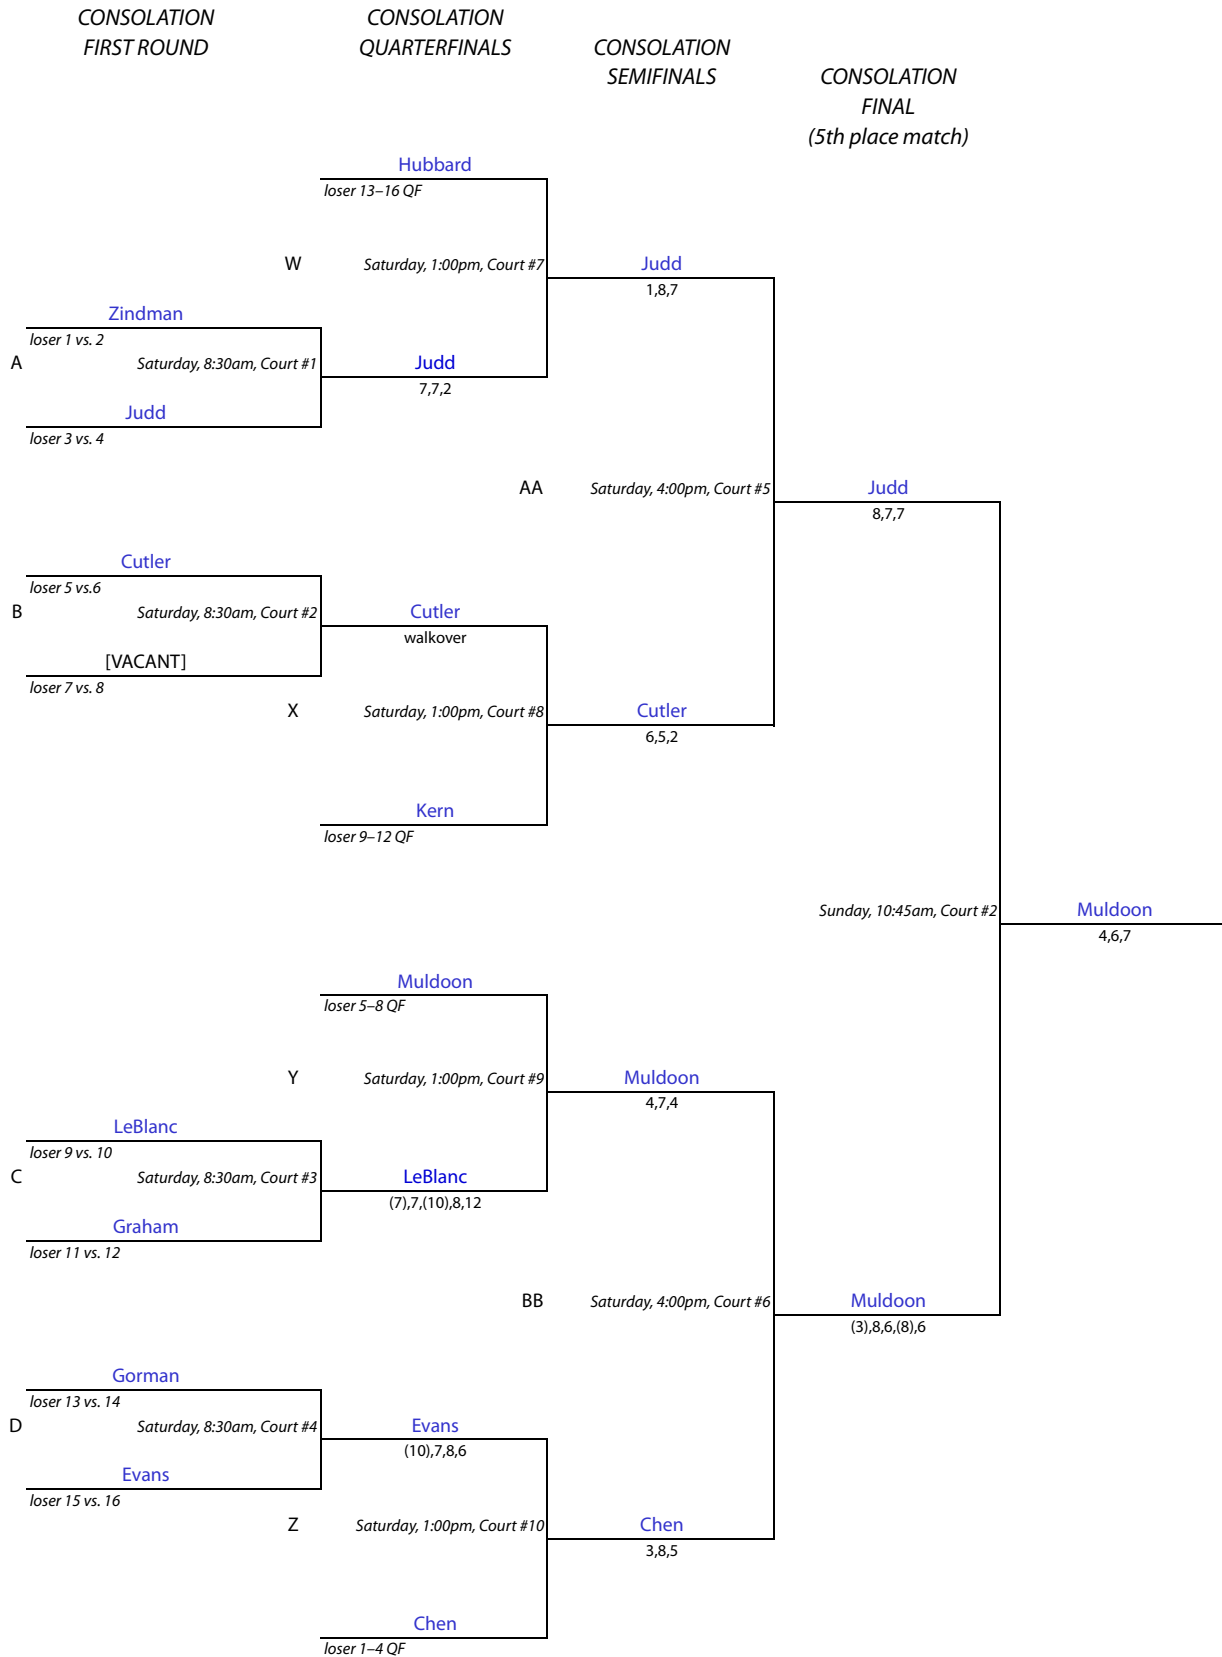 CONSOLATION
FIRST ROUND
CONSOLATION
QUARTERFINALS
CONSOLATION
SEMIFINALS
CONSOLATION
FINAL
(5th place match)
Hubbard
loser 13–16 QF
W
Saturday, 1:00pm, Court #7
Judd
1,8,7
Zindman
loser 1 vs. 2
A
Saturday, 8:30am, Court #1
Judd
7,7,2
Judd
loser 3 vs. 4
AA
Saturday, 4:00pm, Court #5
Judd
8,7,7
Cutler
loser 5 vs.6
B
Saturday, 8:30am, Court #2
Cutler
walkover
[VACANT]
loser 7 vs. 8
X
Saturday, 1:00pm, Court #8
Cutler
6,5,2
Kern
loser 9–12 QF
Sunday, 10:45am, Court #2
Muldoon
4,6,7
Muldoon
loser 5–8 QF
Y
Saturday, 1:00pm, Court #9
Muldoon
4,7,4
LeBlanc
loser 9 vs. 10
C
Saturday, 8:30am, Court #3
LeBlanc
(7),7,(10),8,12
Graham
loser 11 vs. 12
BB
Saturday, 4:00pm, Court #6
Muldoon
(3),8,6,(8),6
Gorman
loser 13 vs. 14
D
Saturday, 8:30am, Court #4
Evans
(10),7,8,6
Evans
loser 15 vs. 16
Z
Saturday, 1:00pm, Court #10
Chen
3,8,5
Chen
loser 1–4 QF